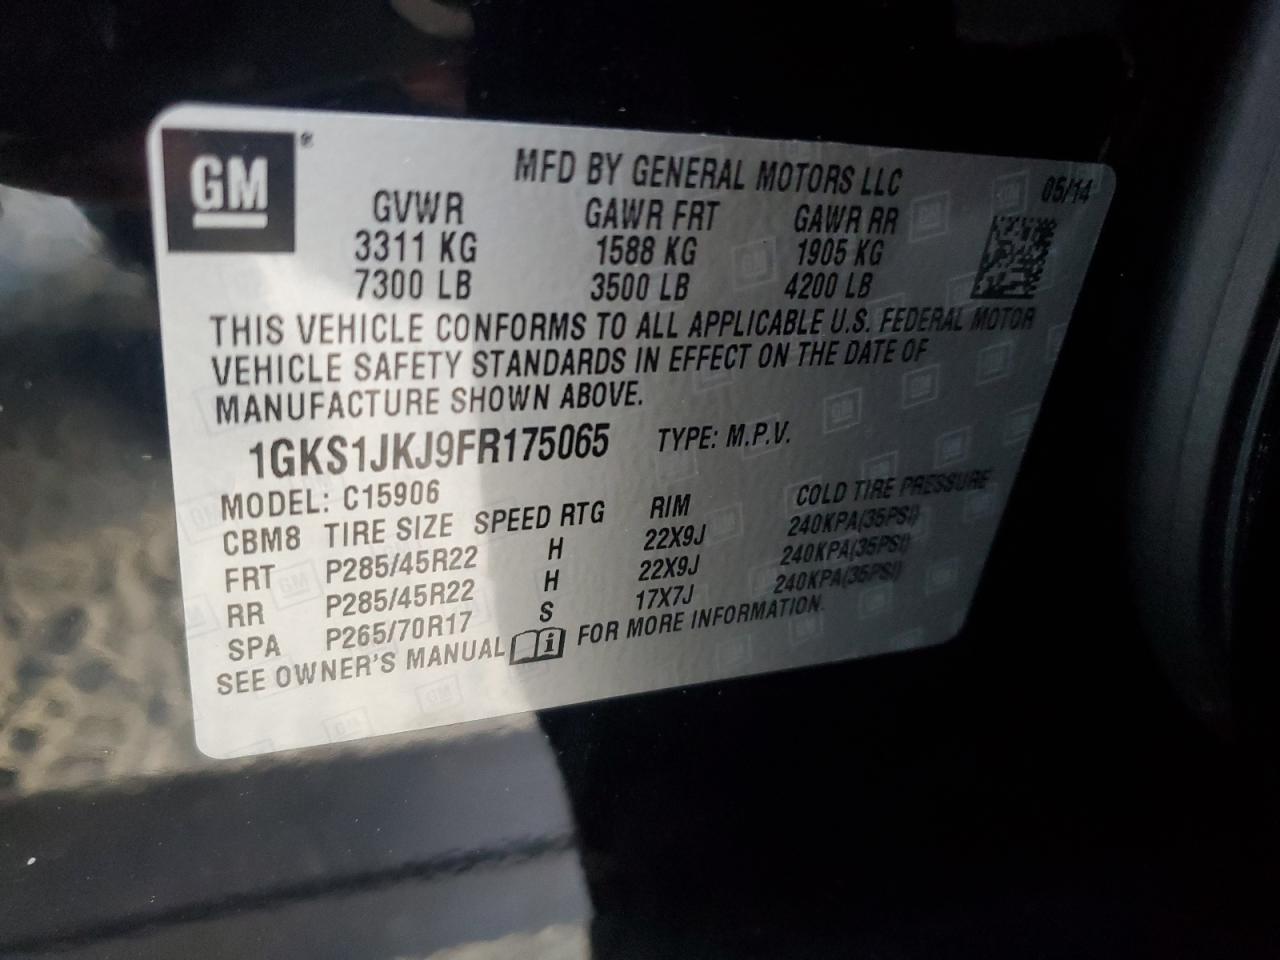 GM ®
MFD BY GENERAL MOTORS LLC
05/14
GVWR GAWR FRT GAWR RR
3311 KG 1588 KG 1905 KG
7300 LB 3500 LB 4200 LB
THIS VEHICLE CONFORMS TO ALL APPLICABLE U.S. FEDERAL MOTOR
VEHICLE SAFETY STANDARDS IN EFFECT ON THE DATE OF
MANUFACTURE SHOWN ABOVE.
1GKS1JKJ9FR175065 TYPE: M.P.V.
MODEL: C15906
CBM8 TIRE SIZE SPEED RTG RIM COLD TIRE PRESSURE
FRT P285/45R22 H 22X9J 240KPA(35PSI)
RR P285/45R22 H 22X9J 240KPA(35PSI)
SPA P265/70R17 S 17X7J 240KPA(35PSI)
SEE OWNER'S MANUAL i FOR MORE INFORMATION.